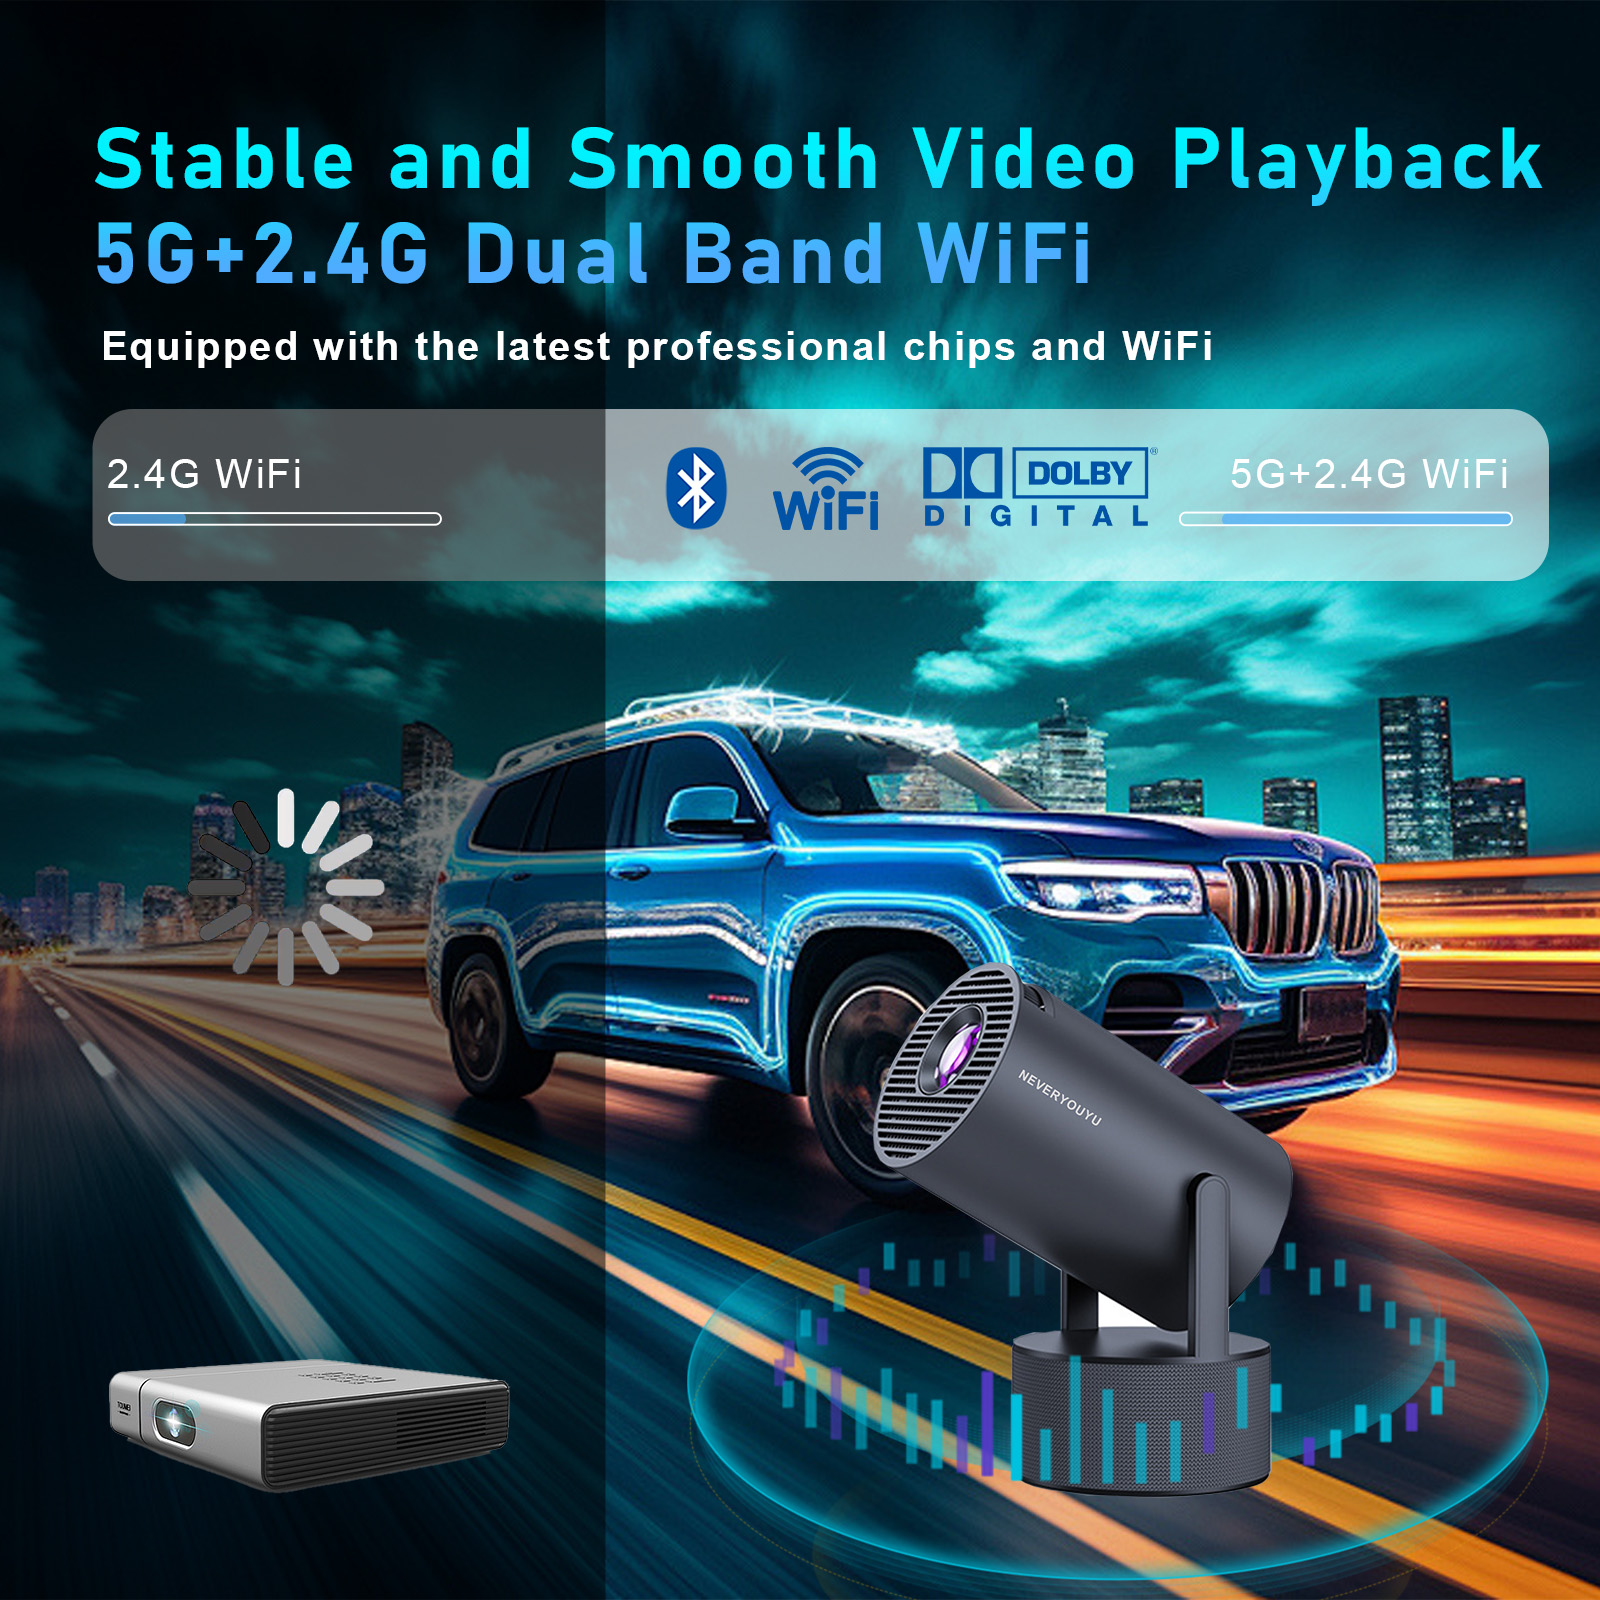 Stable and Smooth Video Playback
5G+2.4G Dual Band WiFi
Equipped with the latest professional chips and WiFi
2.4G WiFi
WiFi
DOLBY®
DIGITAL
5G+2.4G WiFi
NEVERYOUYU